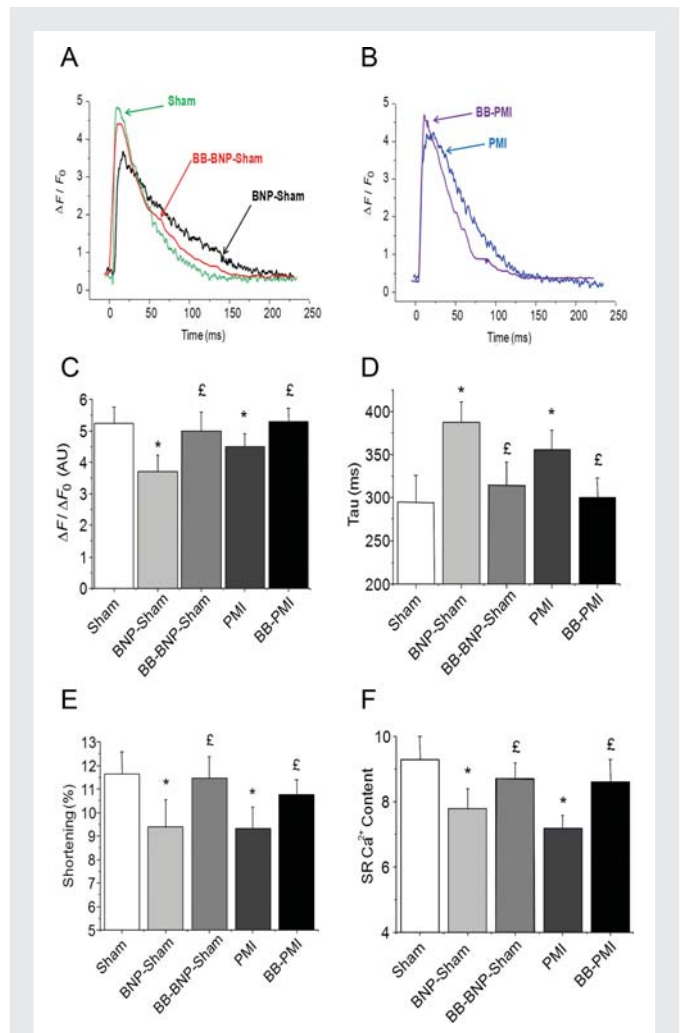 A
B
Sham
BB-BNP-Sham
BNP-Sham
ΔF / F0
5
4
3
2
1
0
0 50 100 150 200 250
Time (ms)
BB-PMI
PMI
ΔF / F0
5
4
3
2
1
0
0 50 100 150 200 250
Time (ms)
C
ΔF / ΔF0 (AU)
6
5
4
3
2
1
0
* £ * £
Sham BNP-Sham BB-BNP-Sham PMI BB-PMI
D
Tau (ms)
400
350
300
250
200
* £ * £
Sham BNP-Sham BB-BNP-Sham PMI BB-PMI
E
Shortening (%)
13
12
11
10
9
8
7
6
5
* £ * £
Sham BNP-Sham BB-BNP-Sham PMI BB-PMI
F
SR Ca2+ Content
10
8
6
4
* £ * £
Sham BNP-Sham BB-BNP-Sham PMI BB-PMI